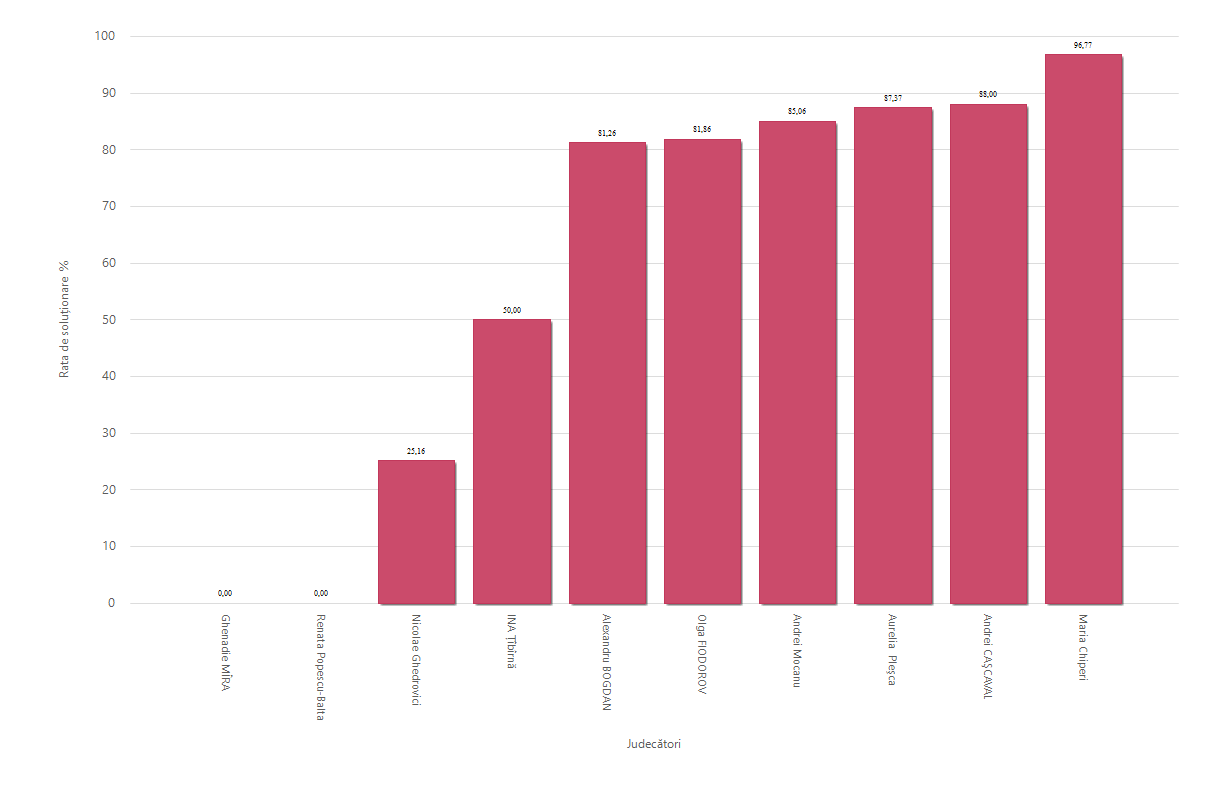 100
90
80
70
60
50
40
30
20
10
0
Rata de soluționare %
0,00
0,00
25,16
50,00
81,26
81,86
85,06
87,37
88,00
96,77
Ghenadie MÎRA
Renata Popescu-Balta
Nicolae Ghedrovici
INA ȚÎBÎRNĂ
Alexandru BOGDAN
Olga FIODOROV
Andrei Mocanu
Aurelia  Pleșca
Andrei CAȘCAVAL
Maria Chiperi
Judecători